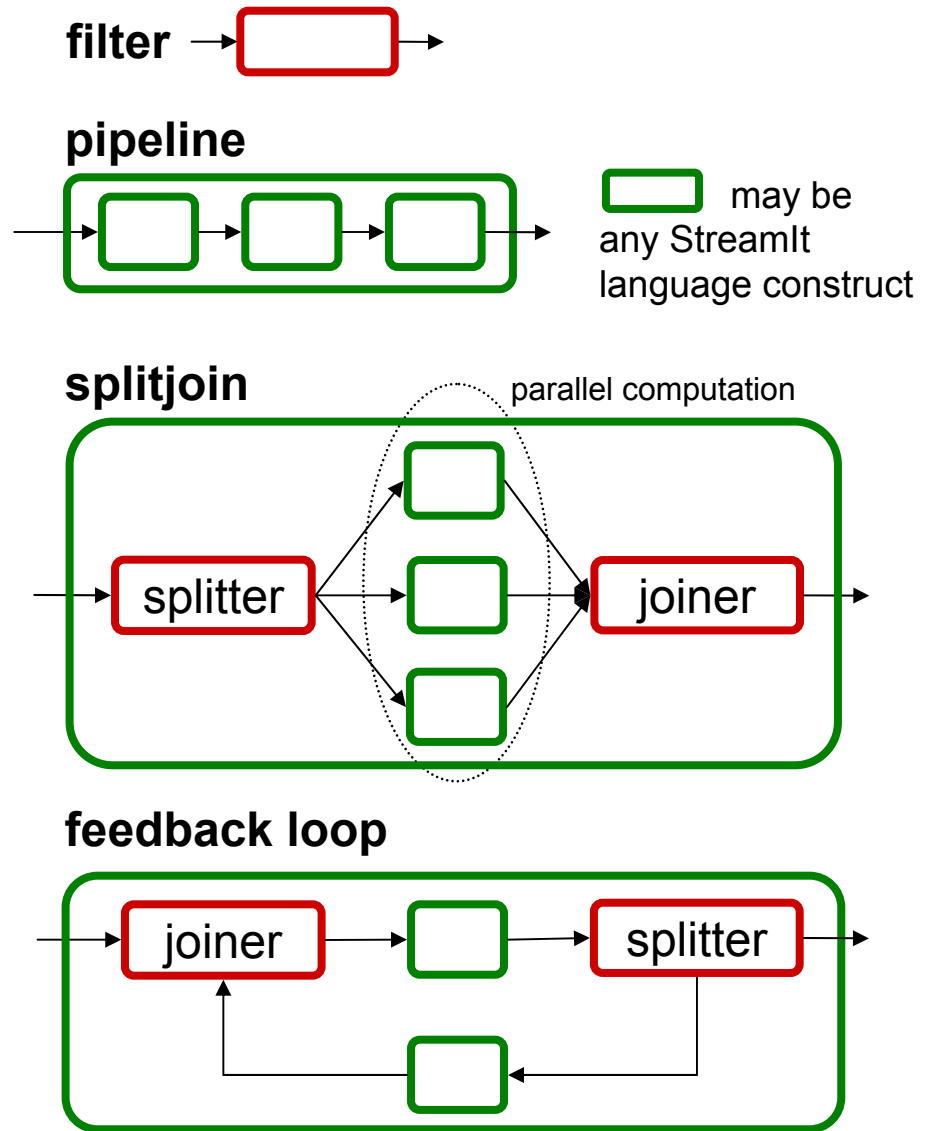 filter
pipeline
may be
any StreamIt
language construct
splitjoin
parallel computation
splitter
joiner
feedback loop
joiner
splitter